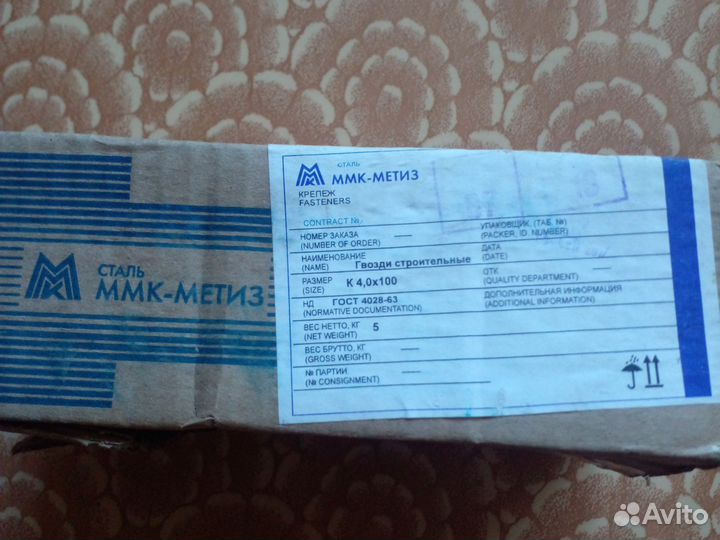 СТАЛЬ
ММК-МЕТИЗ
СТАЛЬ
ММК-МЕТИЗ
КРЕПЕЖ
FASTENERS
CONTRACT №
НОМЕР ЗАКАЗА
(NUMBER OF ORDER)
НАИМЕНОВАНИЕ
(NAME) Гвозди строительные
РАЗМЕР
(SIZE) К 4,0х100
НД ГОСТ 4028-63
(NORMATIVE DOCUMENTATION)
ВЕС НЕТТО, КГ 5
(NET WEIGHT)
ВЕС БРУТТО, КГ
(GROSS WEIGHT)
№ ПАРТИИ
(№ CONSIGNMENT)
УПАКОВЩИК (ТАБ. №)
(PACKER, ID. NUMBER)
ДАТА
(DATE)
ОТК
(QUALITY DEPARTMENT)
ДОПОЛНИТЕЛЬНАЯ ИНФОРМАЦИЯ
(ADDITIONAL INFORMATION)
Avito